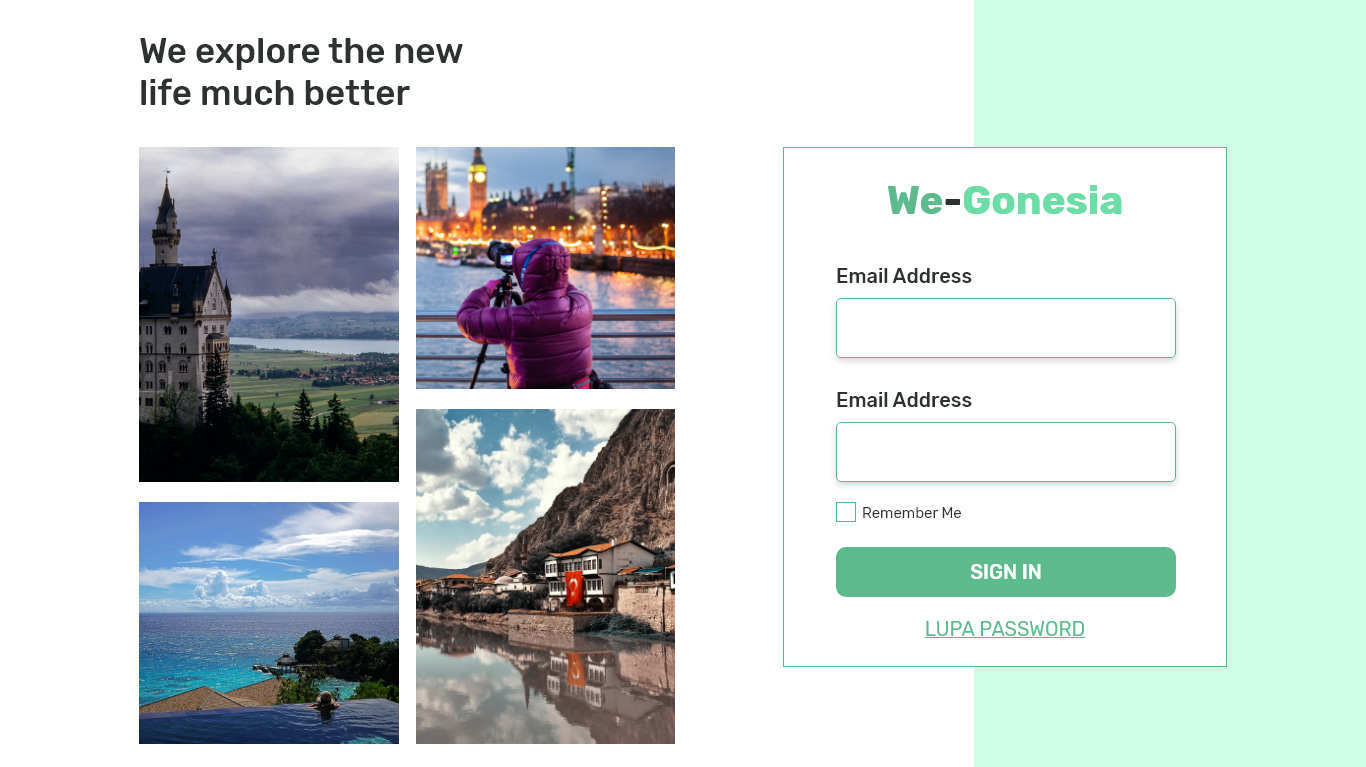 We explore the new
life much better
We-Gonesia
Email Address
Email Address
Remember Me
SIGN IN
LUPA PASSWORD